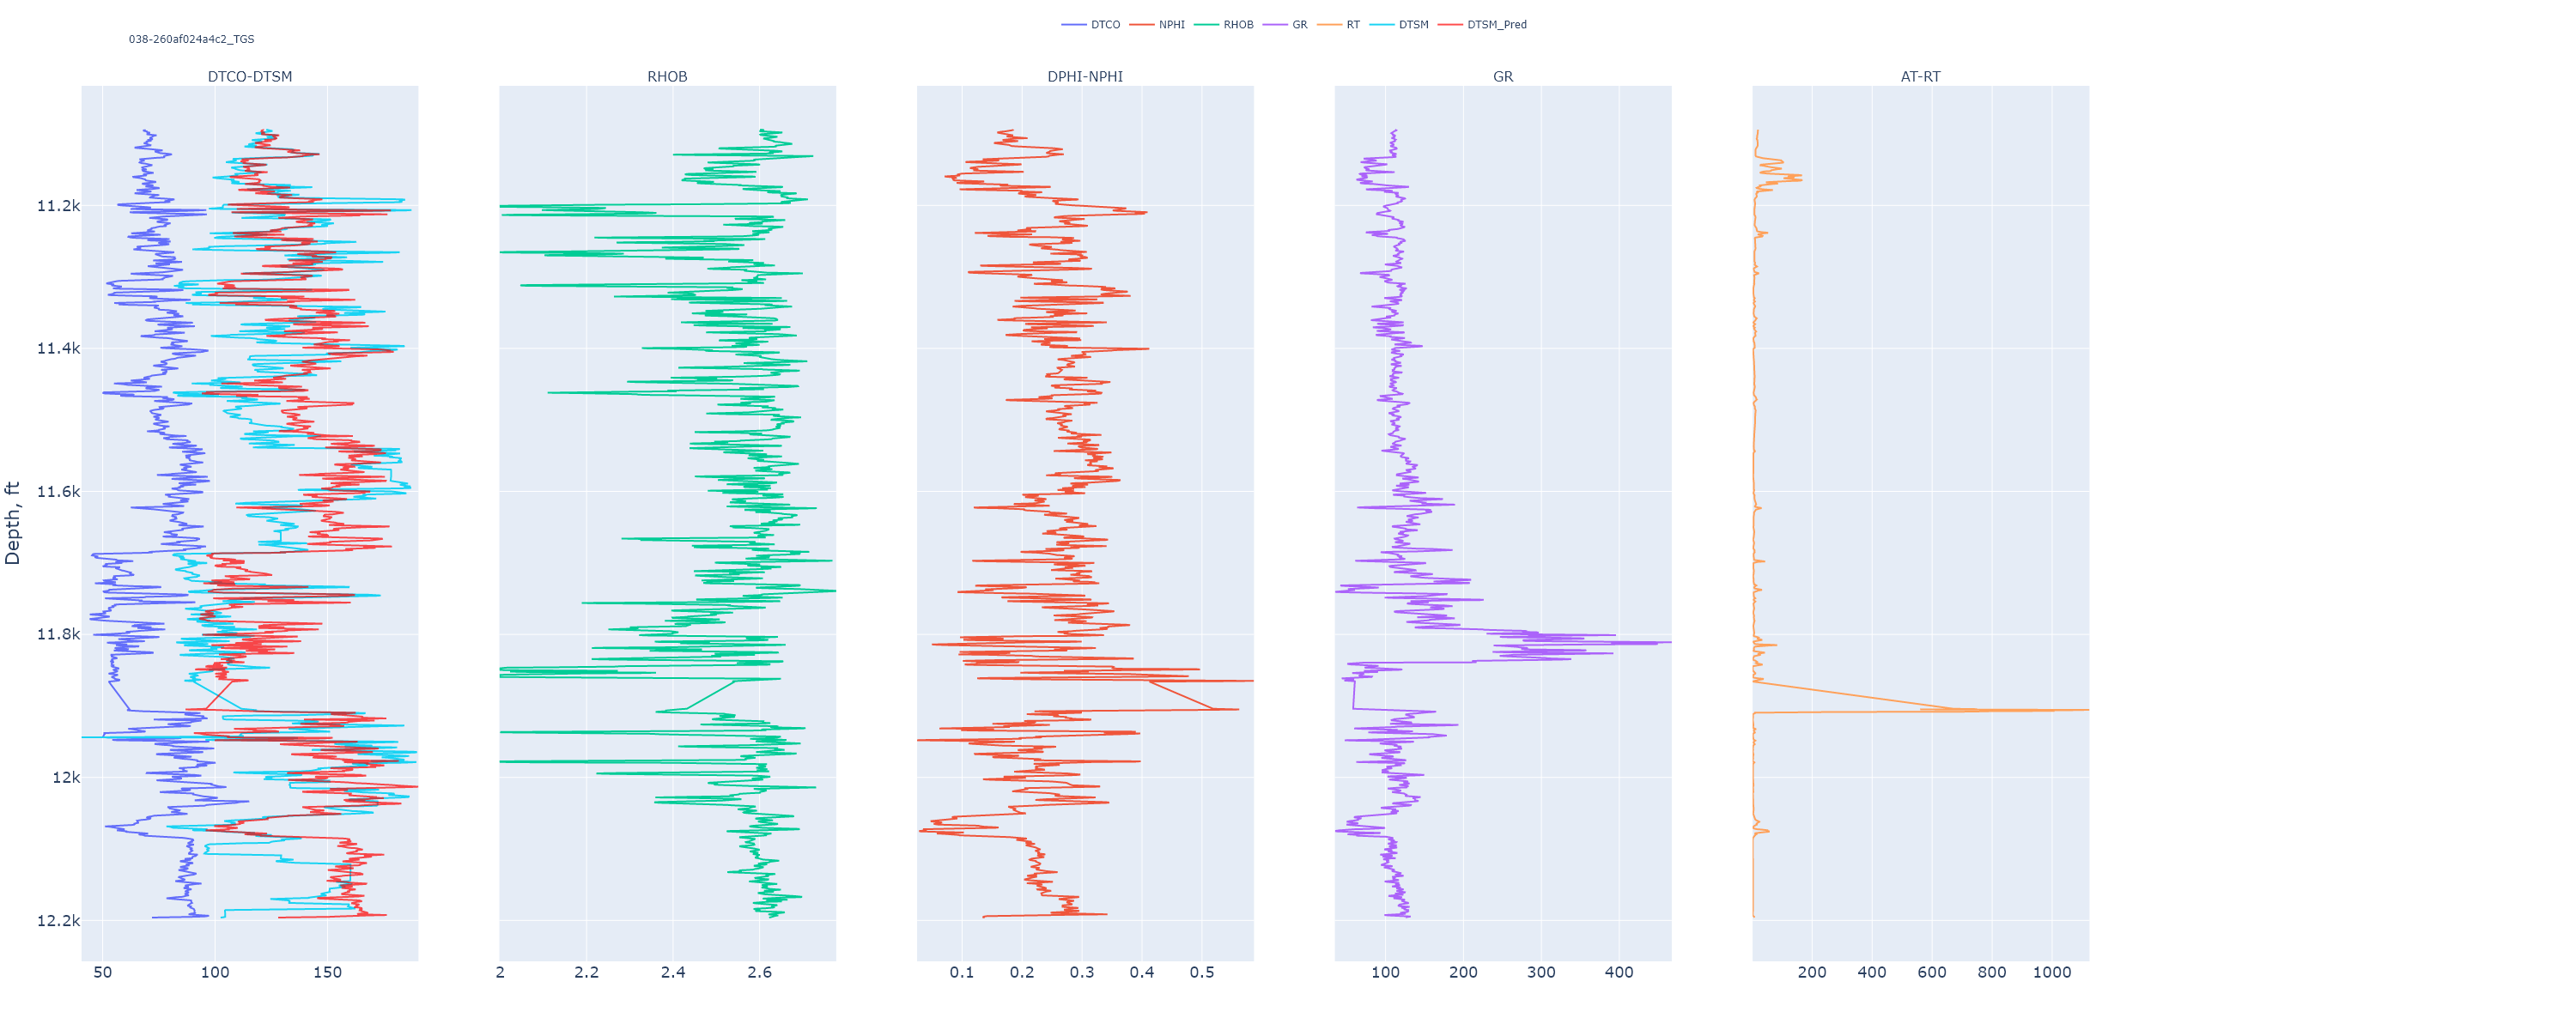 DTCO NPHI RHOB GR RT DTSM DTSM_Pred
038-260af024a4c2_TGS
DTCO-DTSM RHOB DPHI-NPHI GR AT-RT
Depth, ft
11.2k
11.4k
11.6k
11.8k
12k
12.2k
50 100 150 2 2.2 2.4 2.6 0.1 0.2 0.3 0.4 0.5 100 200 300 400 200 400 600 800 1000